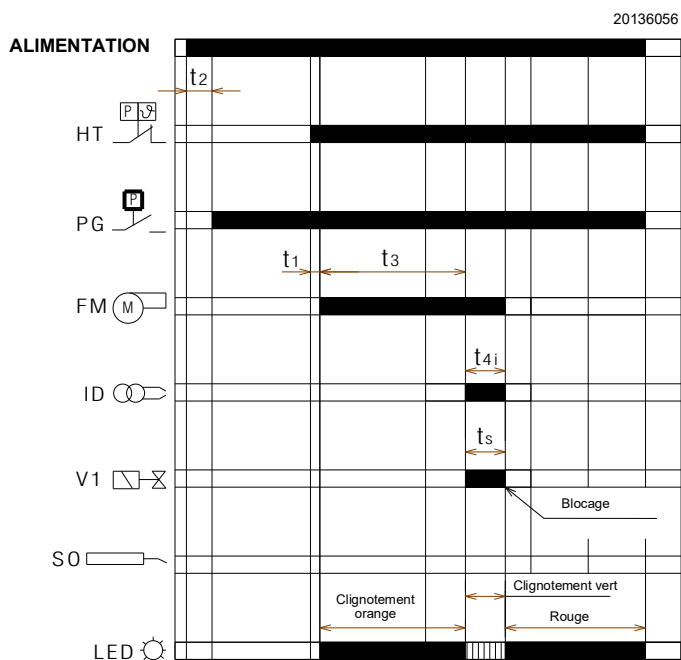 20136056
ALIMENTATION
t2
P ϑ
HT
P
PG
t1
t3
FM
M
t4i
ID
ts
V1
Blocage
SO
Clignotement vert
Clignotement
orange
Rouge
LED